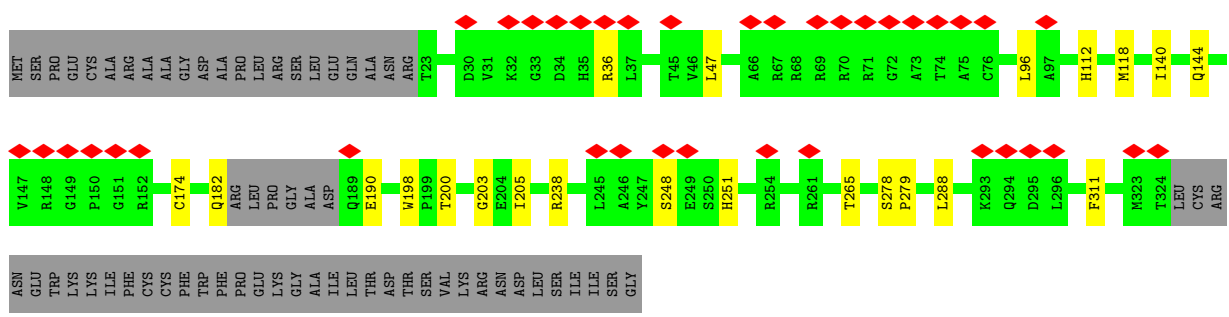 MET SER PRO GLU CYS ALA ARG ALA ALA GLY ASP ALA PRO LEU ARG SER LEU GLU GLN ALA ASN ARG T23 D30 V31 K32 G33 D34 H35 R36 L37 T45 V46 L47 A66 R67 R68 R69 R70 R71 G72 A73 T74 A75 C76 L96 A97 H112 M118 I140 Q144
V147 R148 G149 P150 G151 R152 C174 Q182 ARG LEU PRO GLY ALA ASP Q189 E190 W198 P199 T200 G203 E204 I205 R238 L245 A246 Y247 S248 E249 S250 H251 R254 R261 T265 S278 P279 L288 K293 Q294 D295 L296 F311 M323 T324 LEU CYS ARG
ASN GLU TRP LYS LYS ILE PHE CYS CYS PHE TRP PHE PRO GLU LYS GLY ALA ILE LEU THR ASP THR SER VAL LYS ARG ASN ASP LEU SER ILE ILE SER GLY